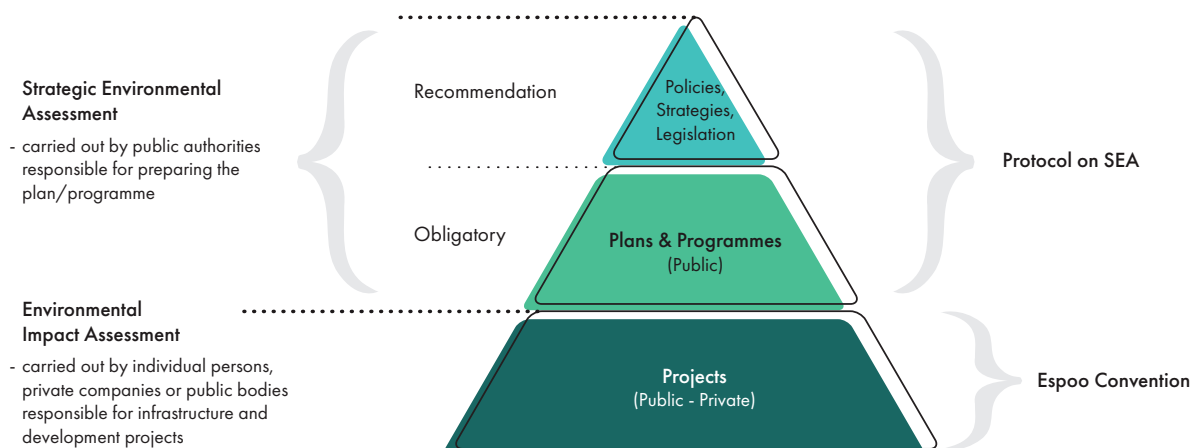 Strategic Environmental
Assessment
- carried out by public authorities
responsible for preparing the
plan/programme
Recommendation
Obligatory
Policies,
Strategies,
Legislation
Plans & Programmes
(Public)
Protocol on SEA
Environmental
Impact Assessment
- carried out by individual persons,
private companies or public bodies
responsible for infrastructure and
development projects
Projects
(Public - Private)
Espoo Convention